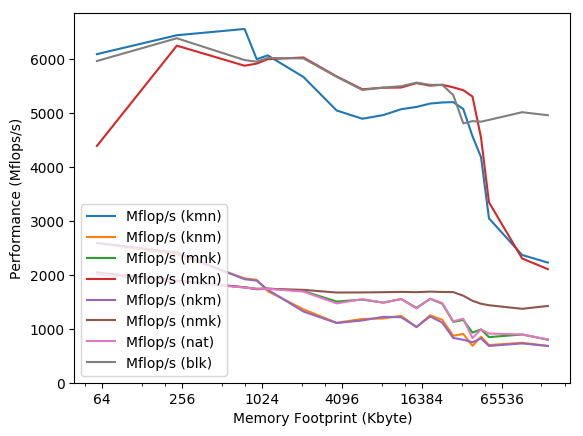 6000
5000
4000
3000
2000
1000
0
Performance (Mflops/s)
Mflop/s (kmn)
Mflop/s (knm)
Mflop/s (mnk)
Mflop/s (mkn)
Mflop/s (nkm)
Mflop/s (nmk)
Mflop/s (nat)
Mflop/s (blk)
64 256 1024 4096 16384 65536
Memory Footprint (Kbyte)